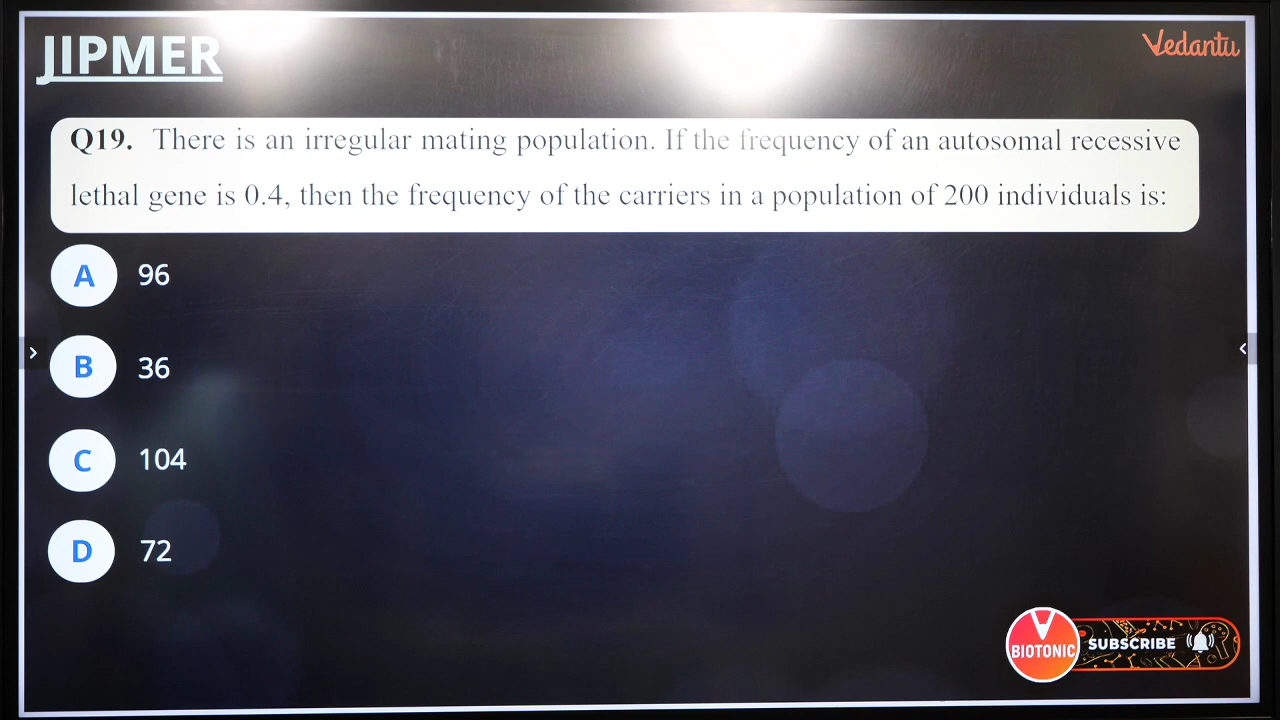 JIPMER
Vedantu
Q19. There is an irregular mating population. If the frequency of an autosomal recessive
lethal gene is 0.4, then the frequency of the carriers in a population of 200 individuals is:
A 96
B 36
C 104
D 72
BIOTONIC SUBSCRIBE